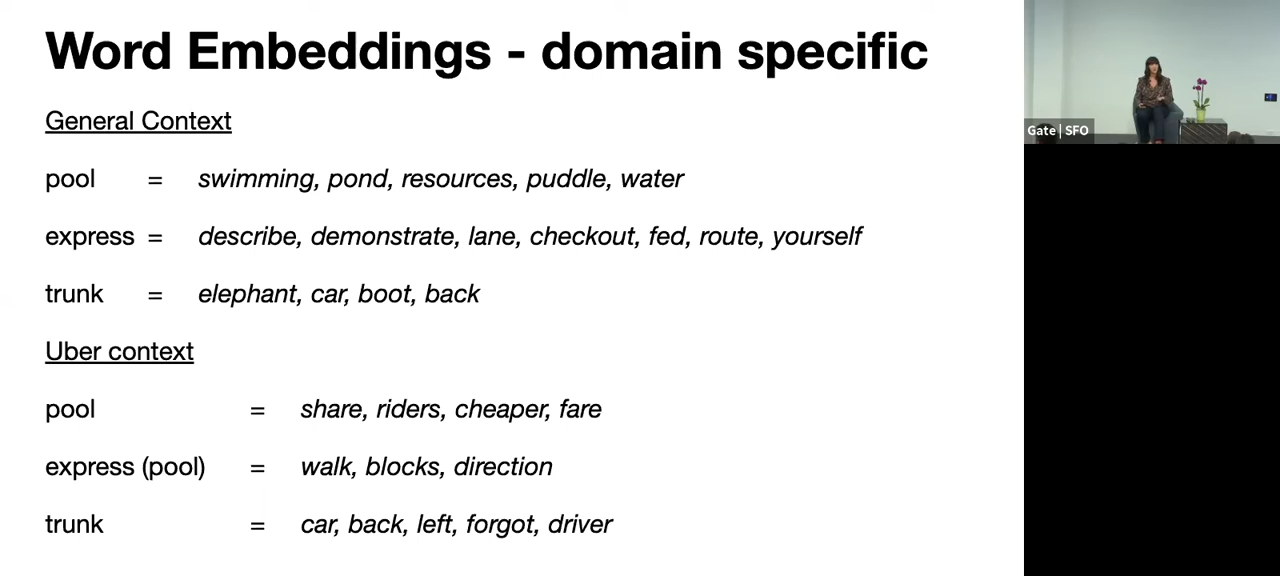 Word Embeddings - domain specific
General Context
pool = swimming, pond, resources, puddle, water
express = describe, demonstrate, lane, checkout, fed, route, yourself
trunk = elephant, car, boot, back
Uber context
pool = share, riders, cheaper, fare
express (pool) = walk, blocks, direction
trunk = car, back, left, forgot, driver
Gate | SFO